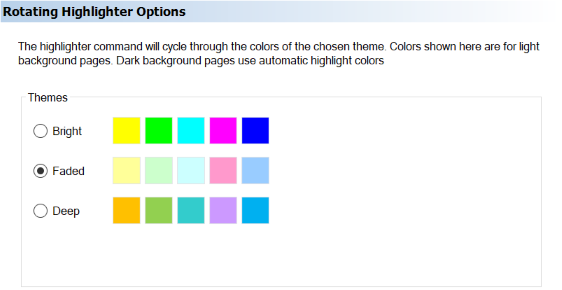 Rotating Highlighter Options
The highlighter command will cycle through the colors of the chosen theme. Colors shown here are for light
background pages. Dark background pages use automatic highlight colors
Themes
Bright
Faded
Deep